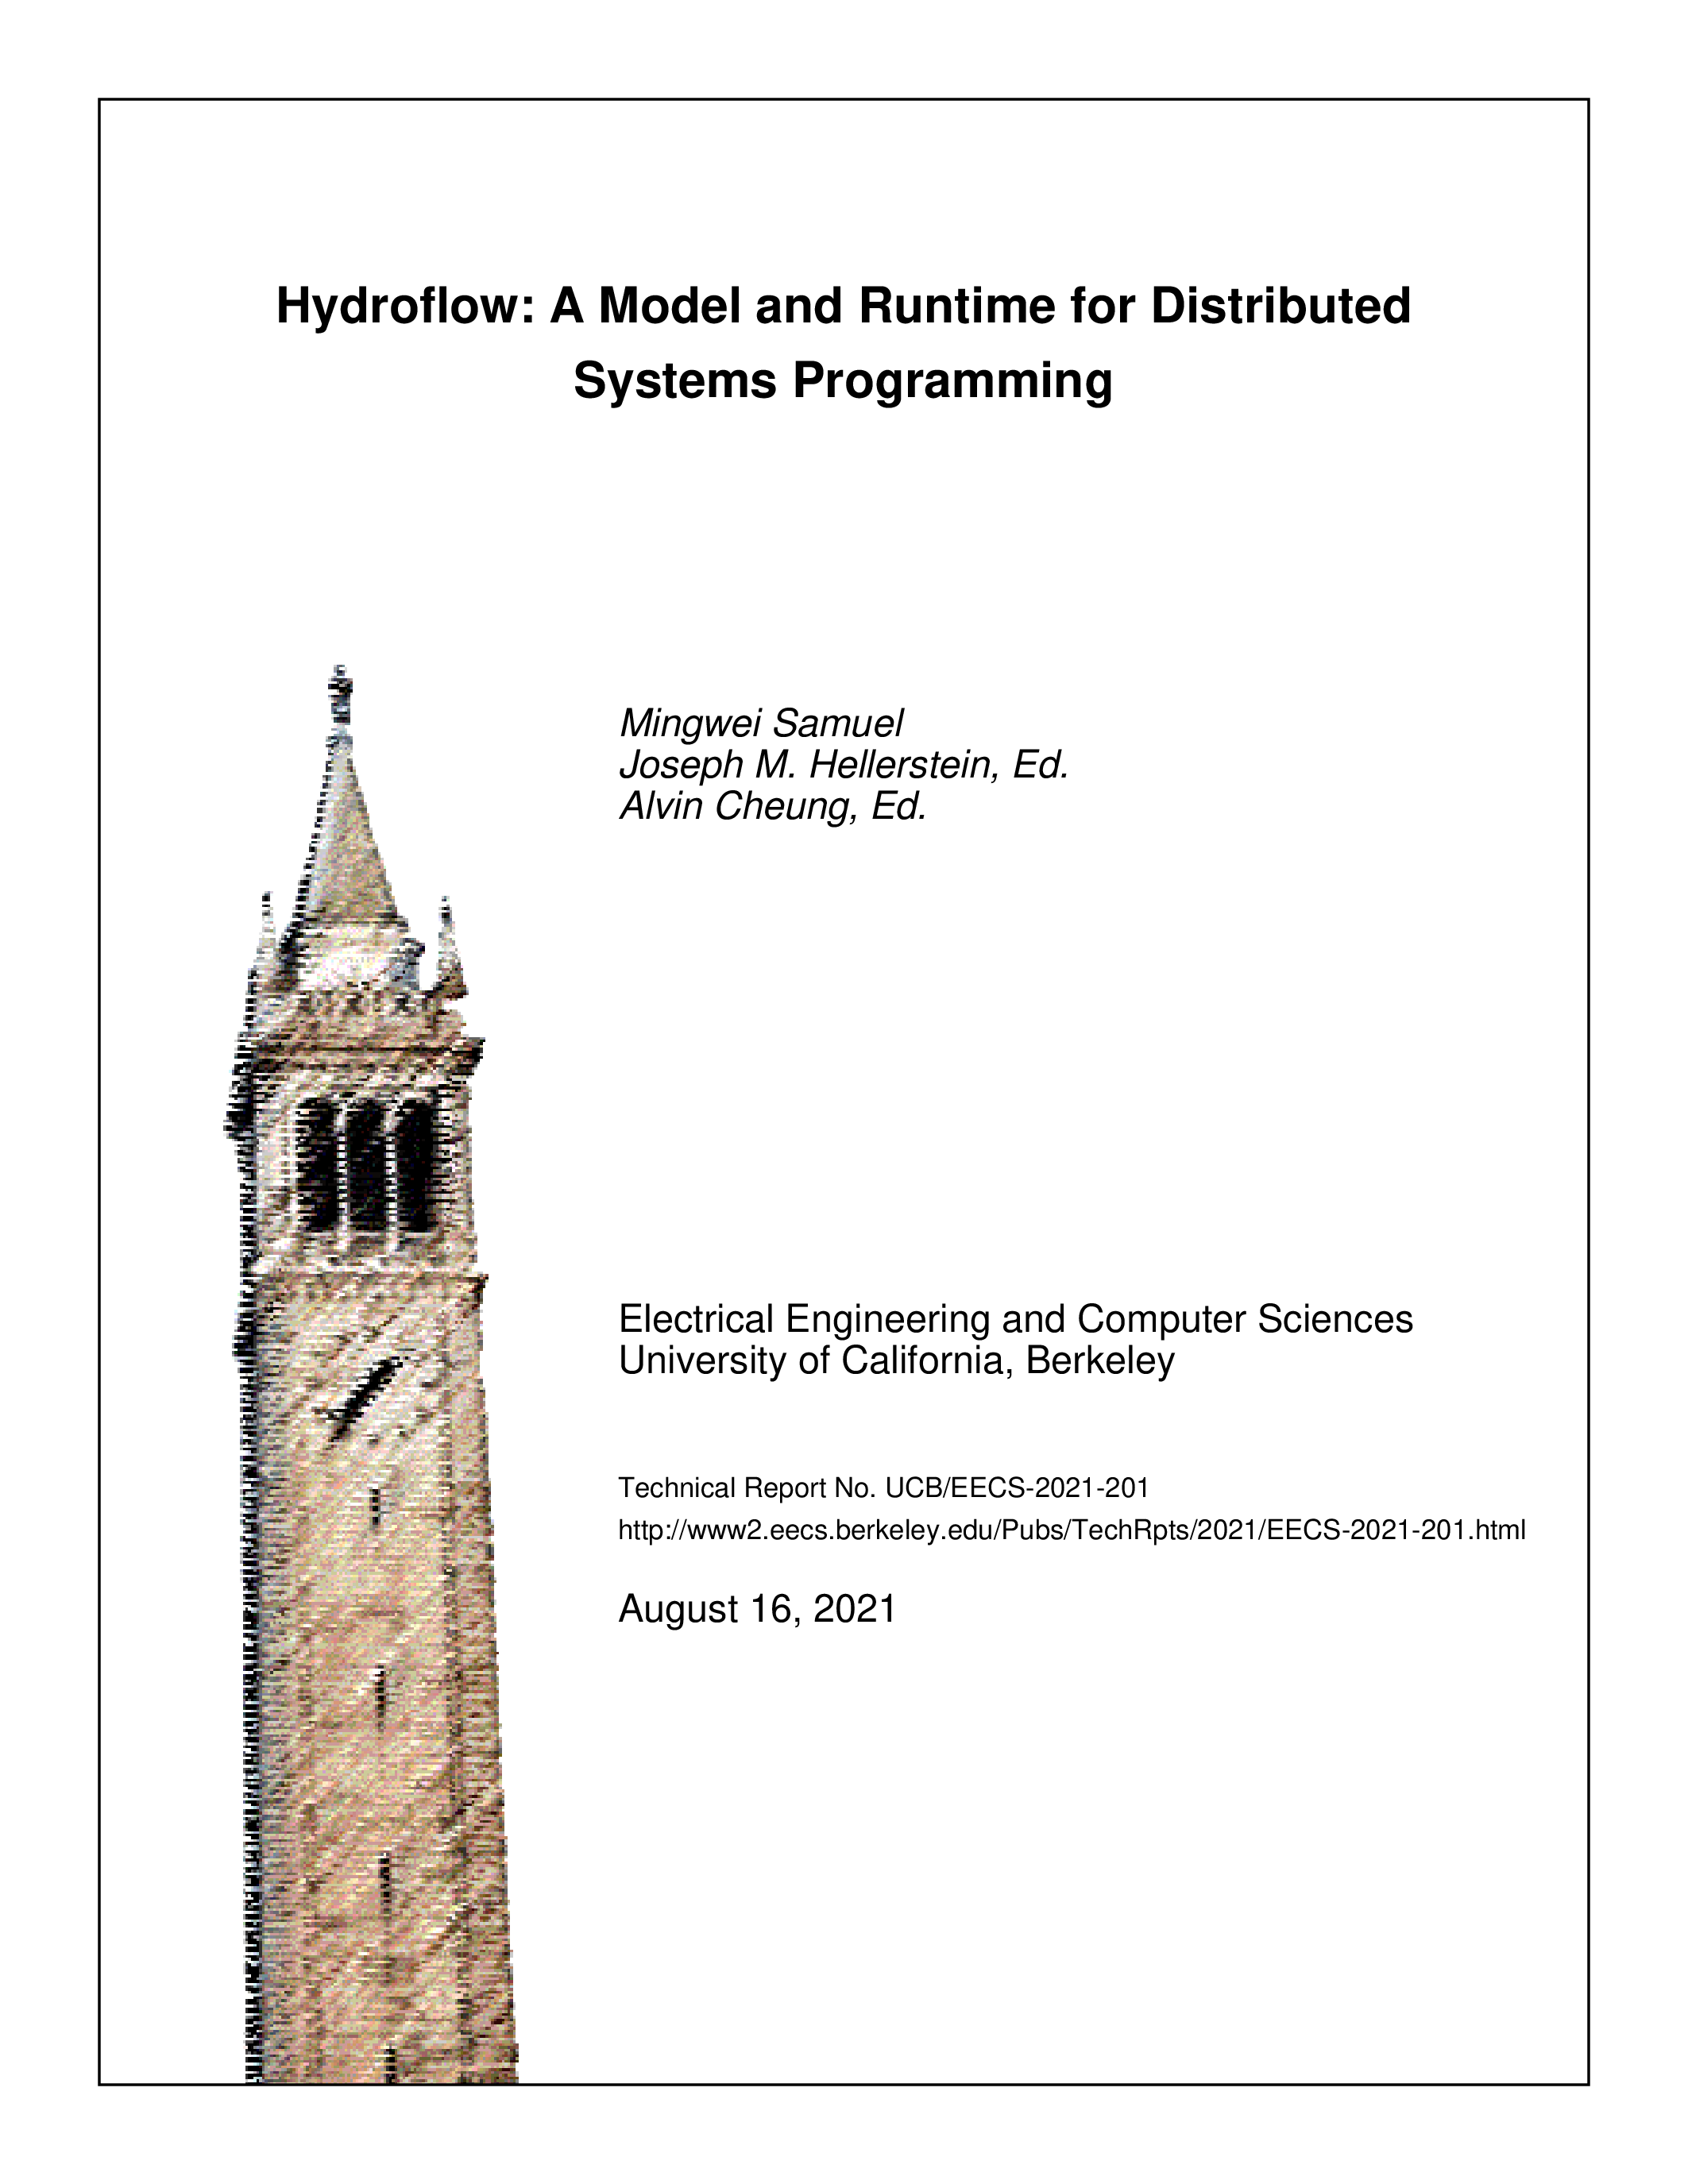 Hydroflow: A Model and Runtime for Distributed
Systems Programming
Mingwei Samuel
Joseph M. Hellerstein, Ed.
Alvin Cheung, Ed.
Electrical Engineering and Computer Sciences
University of California, Berkeley
Technical Report No. UCB/EECS-2021-201
http://www2.eecs.berkeley.edu/Pubs/TechRpts/2021/EECS-2021-201.html
August 16, 2021